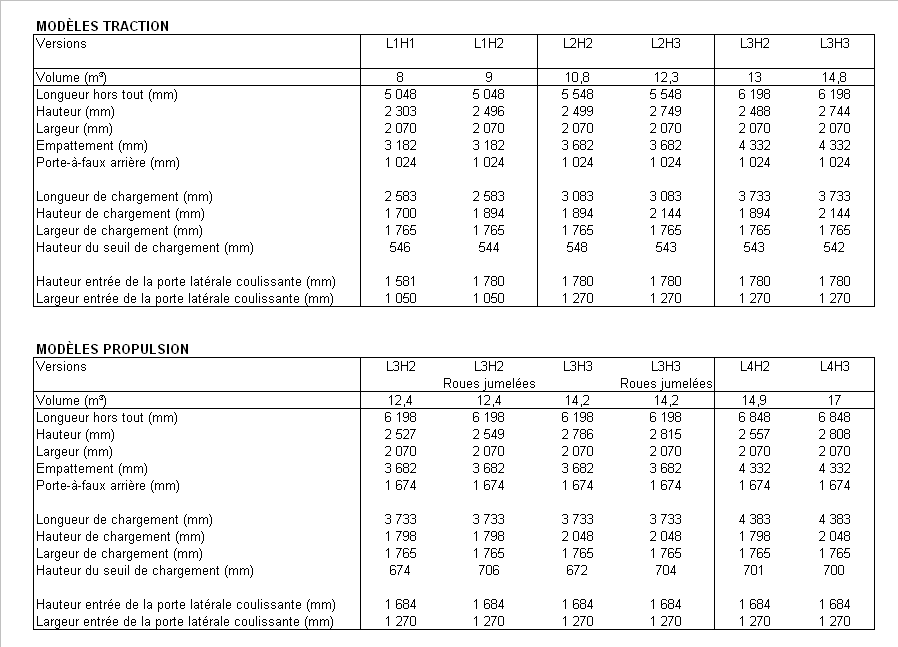 MODÈLES TRACTION
Versions L1H1 L1H2 L2H2 L2H3 L3H2 L3H3
Volume (m³) 8 9 10,8 12,3 13 14,8
Longueur hors tout (mm) 5 048 5 048 5 548 5 548 6 198 6 198
Hauteur (mm) 2 303 2 496 2 499 2 749 2 488 2 744
Largeur (mm) 2 070 2 070 2 070 2 070 2 070 2 070
Empattement (mm) 3 182 3 182 3 682 3 682 4 332 4 332
Porte-à-faux arrière (mm) 1 024 1 024 1 024 1 024 1 024 1 024
Longueur de chargement (mm) 2 583 2 583 3 083 3 083 3 733 3 733
Hauteur de chargement (mm) 1 700 1 894 1 894 2 144 1 894 2 144
Largeur de chargement (mm) 1 765 1 765 1 765 1 765 1 765 1 765
Hauteur du seuil de chargement (mm) 546 544 548 543 543 542
Hauteur entrée de la porte latérale coulissante (mm) 1 581 1 780 1 780 1 780 1 780 1 780
Largeur entrée de la porte latérale coulissante (mm) 1 050 1 050 1 270 1 270 1 270 1 270
MODÈLES PROPULSION
Versions L3H2 L3H2 L3H3 L3H3 L4H2 L4H3
Roues jumelées Roues jumelées
Volume (m³) 12,4 12,4 14,2 14,2 14,9 17
Longueur hors tout (mm) 6 198 6 198 6 198 6 198 6 848 6 848
Hauteur (mm) 2 527 2 549 2 786 2 815 2 557 2 808
Largeur (mm) 2 070 2 070 2 070 2 070 2 070 2 070
Empattement (mm) 3 682 3 682 3 682 3 682 4 332 4 332
Porte-à-faux arrière (mm) 1 674 1 674 1 674 1 674 1 674 1 674
Longueur de chargement (mm) 3 733 3 733 3 733 3 733 4 383 4 383
Hauteur de chargement (mm) 1 798 1 798 2 048 2 048 1 798 2 048
Largeur de chargement (mm) 1 765 1 765 1 765 1 765 1 765 1 765
Hauteur du seuil de chargement (mm) 674 706 672 704 701 700
Hauteur entrée de la porte latérale coulissante (mm) 1 684 1 684 1 684 1 684 1 684 1 684
Largeur entrée de la porte latérale coulissante (mm) 1 270 1 270 1 270 1 270 1 270 1 270